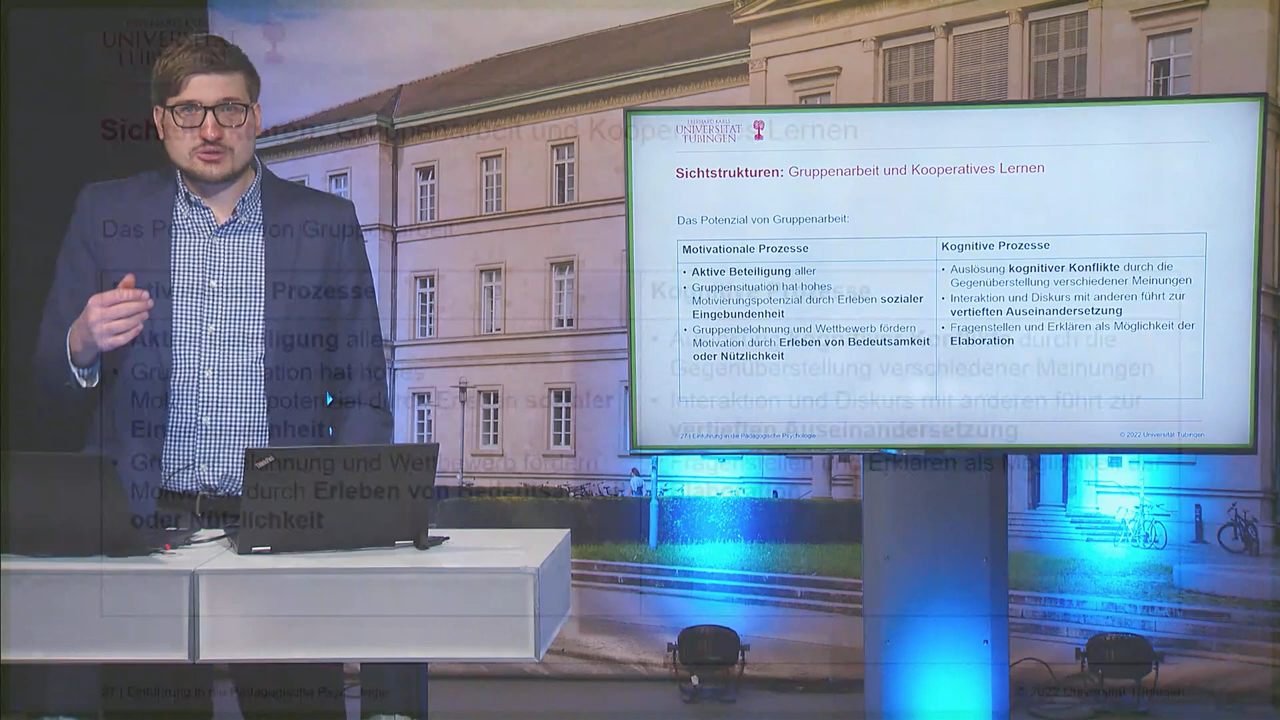 EBERHARD KARLS
UNIVERSITÄT
TÜBINGEN
Sichtstrukturen: Gruppenarbeit und Kooperatives Lernen
Das Potenzial von Gruppenarbeit:
Motivationale Prozesse
• Aktive Beteiligung aller
• Gruppensituation hat hohes
Motivierungspotenzial durch Erleben sozialer
Eingebundenheit
• Gruppenbelohnung und Wettbewerb fördern
Motivation durch Erleben von Bedeutsamkeit
oder Nützlichkeit
Kognitive Prozesse
• Auslösung kognitiver Konflikte durch die
Gegenüberstellung verschiedener Meinungen
• Interaktion und Diskurs mit anderen führt zur
vertieften Auseinandersetzung
• Fragenstellen und Erklären als Möglichkeit der
Elaboration
27 | Einführung in die Pädagogische Psychologie
© 2022 Universität Tübingen
ThinkPad